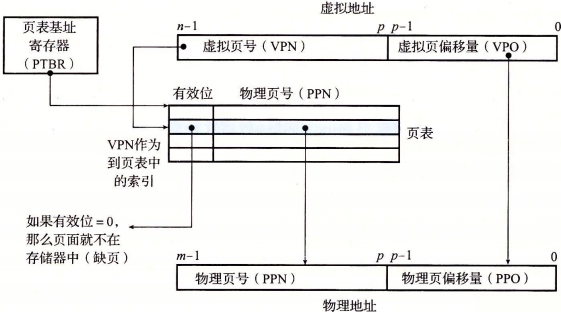 虚拟地址
页表基址
寄存器
(PTBR)
n-1 p p-1 0
虚拟页号(VPN) 虚拟页偏移量(VPO)
有效位 物理页号(PPN)
页表
VPN作为
到页表中
的索引
如果有效位=0,
那么页面就不在
存储器中(缺页)
m-1 p p-1 0
物理页号(PPN) 物理页偏移量(PPO)
物理地址